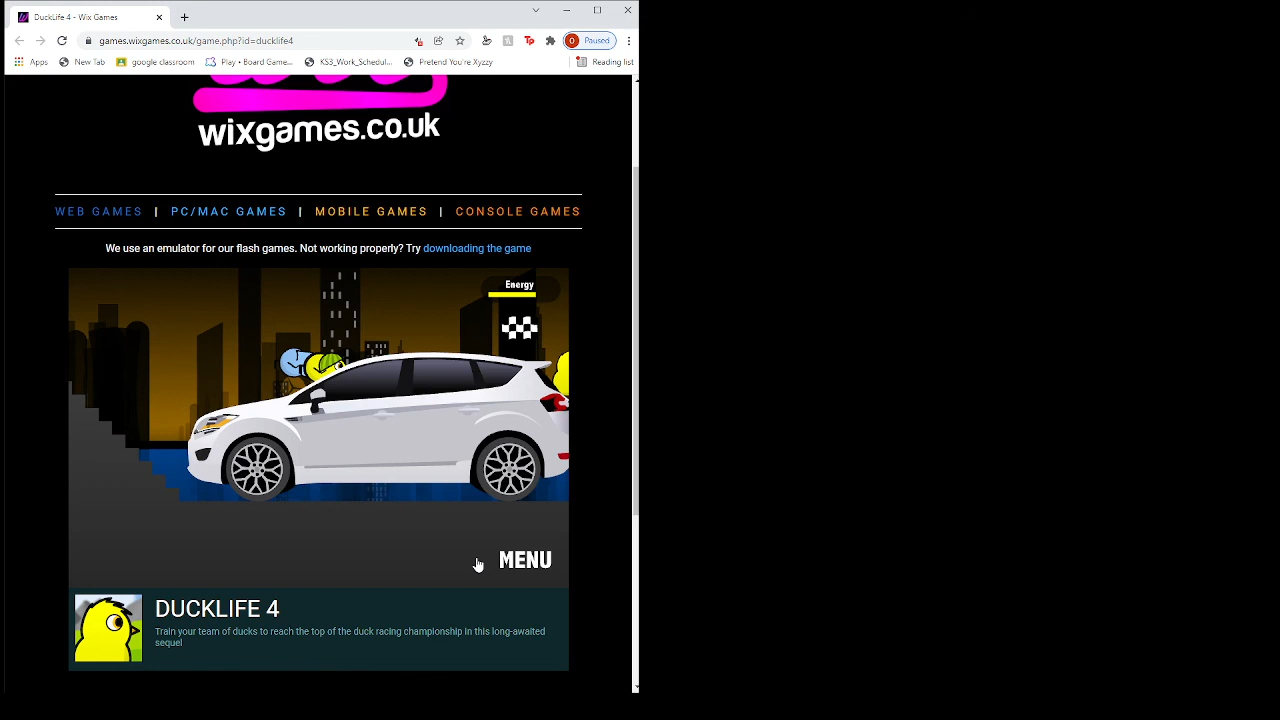 DuckLife 4 - Wix Games
games.wixgames.co.uk/game.php?id=ducklife4
Paused
Apps
New Tab
google classroom
Play • Board Game...
KS3_Work_Schedul...
Pretend You're Xyzzy
Reading list
wixgames.co.uk
WEB GAMES | PC/MAC GAMES | MOBILE GAMES | CONSOLE GAMES
We use an emulator for our flash games. Not working properly? Try downloading the game
Energy
MENU
DUCKLIFE 4
Train your team of ducks to reach the top of the duck racing championship in this long-awaited
sequel